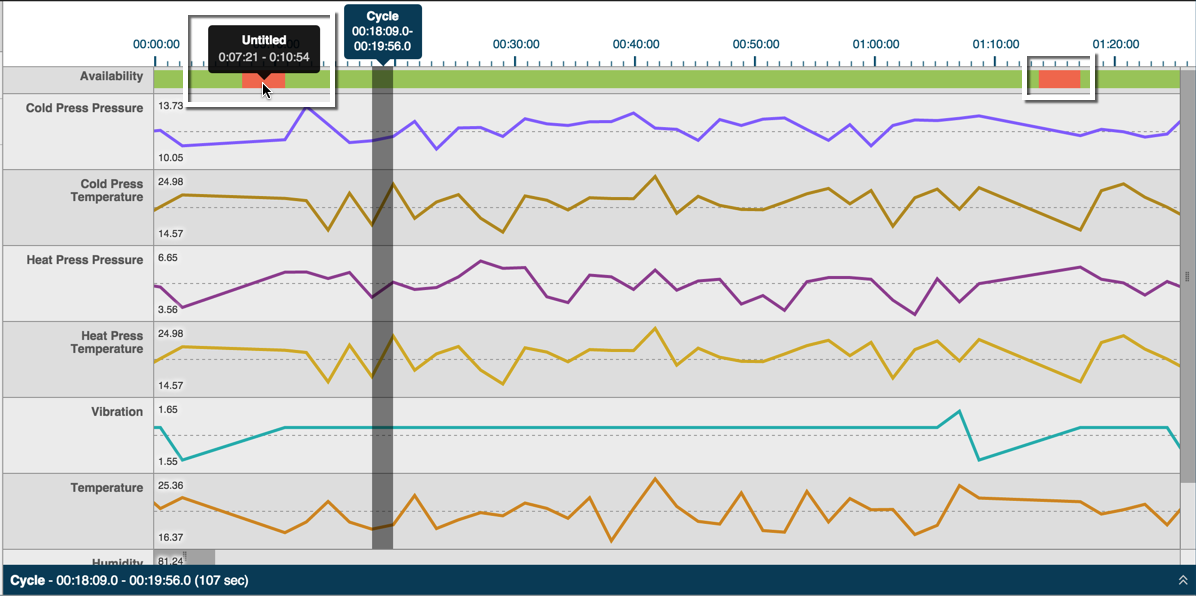 Cycle
00:18:09.0-
00:19:56.0
Untitled
0:07:21 - 0:10:54
00:00:00
00:30:00
00:40:00
00:50:00
01:00:00
01:10:00
01:20:00
Availability
Cold Press Pressure
13.73
10.05
Cold Press
Temperature
24.98
14.57
Heat Press Pressure
6.65
3.56
Heat Press
Temperature
24.98
14.57
Vibration
1.65
1.55
Temperature
25.36
16.37
Humidity
81.24
Cycle - 00:18:09.0 - 00:19:56.0 (107 sec)